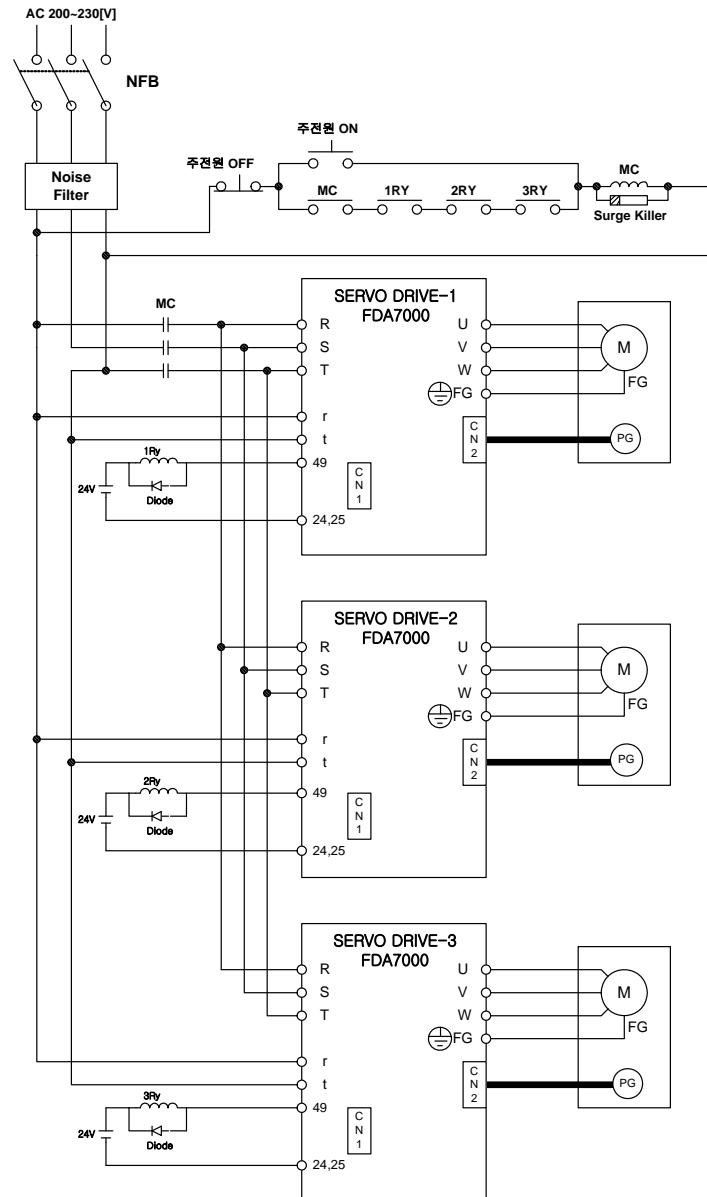 AC 200~230[V]
NFB
주전원 ON
주전원 OFF
MC
Noise
Filter
MC 1RY 2RY 3RY
Surge Killer
MC
SERVO DRIVE-1
FDA7000
R
S
T
r
t
49
24,25
U
V
W
FG
C
N
2
C
N
1
M
FG
PG
1Ry
24V
Diode
SERVO DRIVE-2
FDA7000
R
S
T
r
t
49
24,25
U
V
W
FG
C
N
2
C
N
1
M
FG
PG
2Ry
24V
Diode
SERVO DRIVE-3
FDA7000
R
S
T
r
t
49
24,25
U
V
W
FG
C
N
2
C
N
1
M
FG
PG
3Ry
24V
Diode